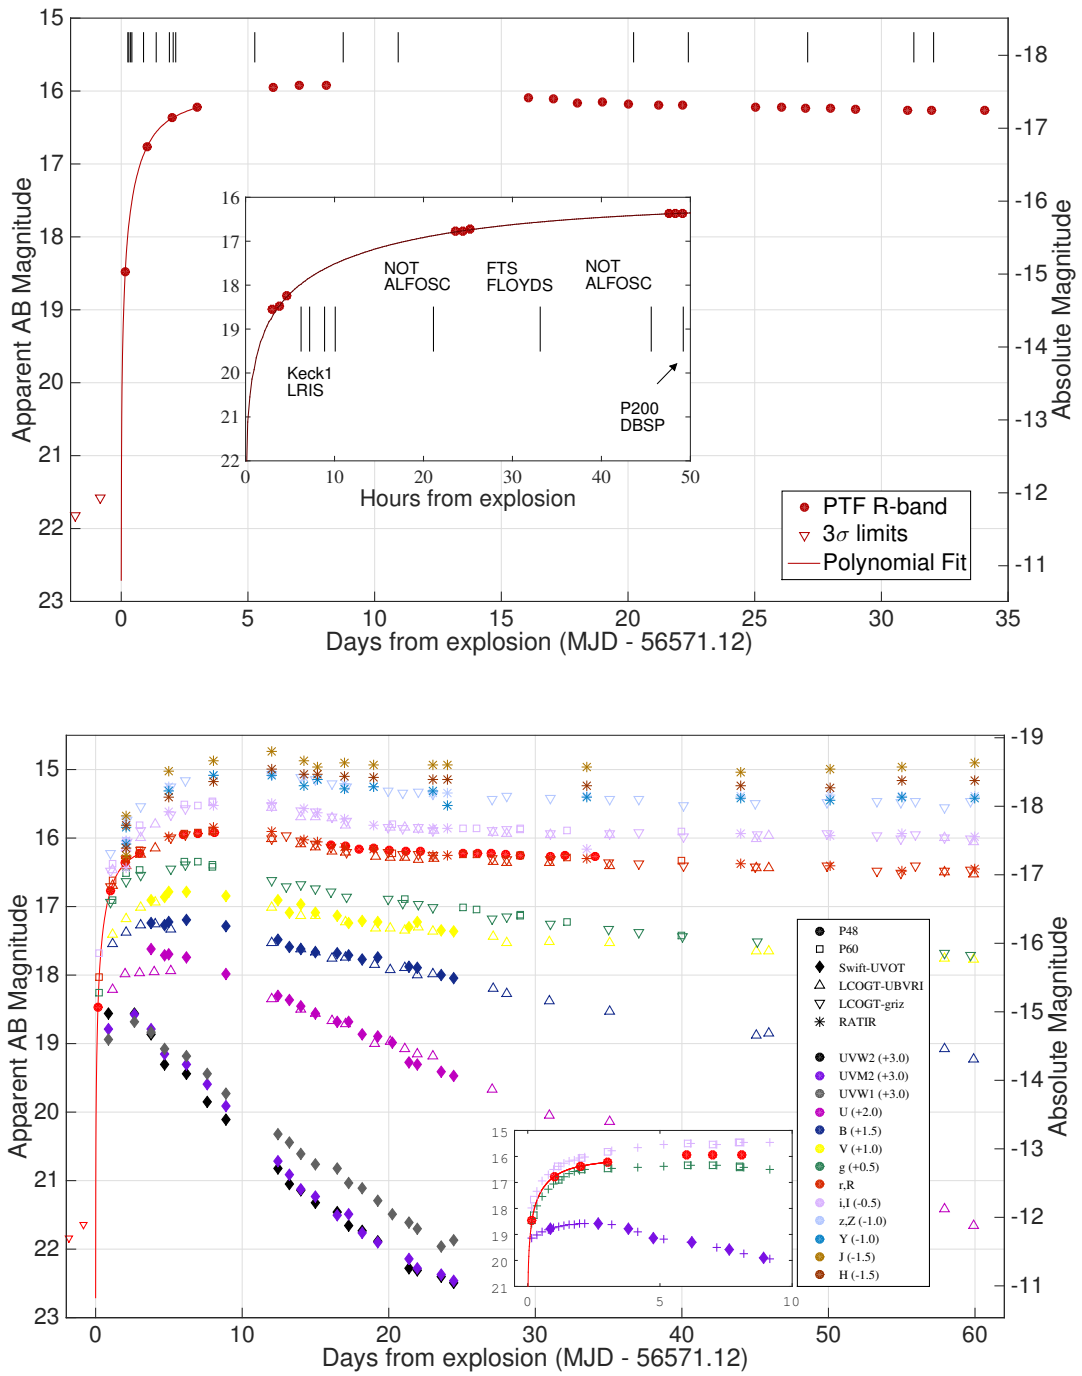 15
16
17
18
19
20
21
22
23
-18
-17
-16
-15
-14
-13
-12
-11
Apparent AB Magnitude
Absolute Magnitude
16
17
18
19
20
21
22
NOT
ALFOSC
FTS
FLOYDS
NOT
ALFOSC
Keck1
LRIS
P200
DBSP
0 10 20 30 40 50
Hours from explosion
PTF R-band
3σ limits
Polynomial Fit
0 5 10 15 20 25 30 35
Days from explosion (MJD - 56571.12)
15
16
17
18
19
20
21
22
23
-19
-18
-17
-16
-15
-14
-13
-12
-11
Apparent AB Magnitude
Absolute Magnitude
P48
P60
Swift-UVOT
LCOGT-UBVRI
LCOGT-griz
RATIR
UVW2 (+3.0)
UVM2 (+3.0)
UVW1 (+3.0)
U (+2.0)
B (+1.5)
V (+1.0)
g (+0.5)
r,R
i,I (-0.5)
z,Z (-1.0)
Y (-1.0)
J (-1.5)
H (-1.5)
15
16
17
18
19
20
21
0 5 10
0 10 20 30 40 50 60
Days from explosion (MJD - 56571.12)